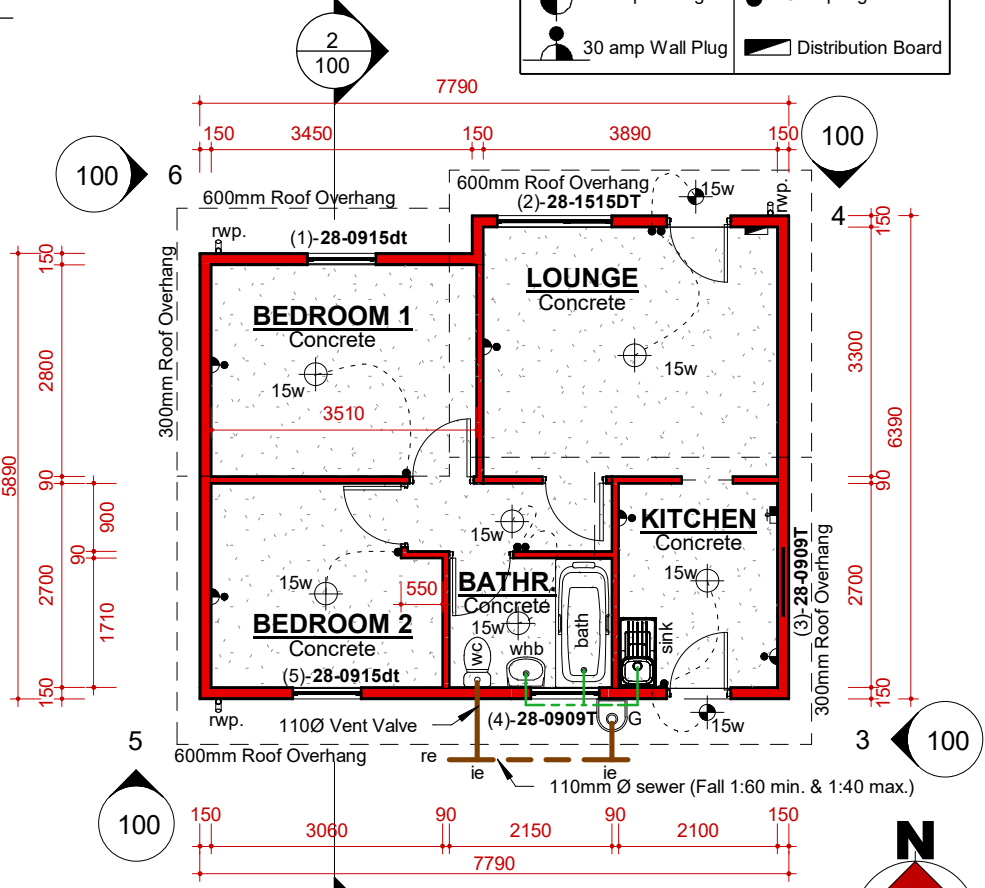 30 amp Wall Plug
Distribution Board
2
100
7790
150 3450 150 3890 150
100
100
6
4
600mm Roof Overhang
600mm Roof Overhang
(2)-28-1515DT
15w
rwp.
rwp.
(1)-28-0915dt
150
150
300mm Roof Overhang
LOUNGE
Concrete
BEDROOM 1
Concrete
15w
15w
3510
2800
3300
5890
6390
90
90
900
90
2700
1710
150
2700
150
KITCHEN
Concrete
15w
15w
15w
550
BATHR.
Concrete
15w
BEDROOM 2
Concrete
(5)-28-0915dt
wc
whb
bath
sink
(3)-28-0909T
300mm Roof Overhang
rwp.
110Ø Vent Valve
(4)-28-0909T
G
15w
5
3
100
100
600mm Roof Overhang
re
ie
ie
110mm Ø sewer (Fall 1:60 min. & 1:40 max.)
150 3060 90 2150 90 2100 150
7790
N